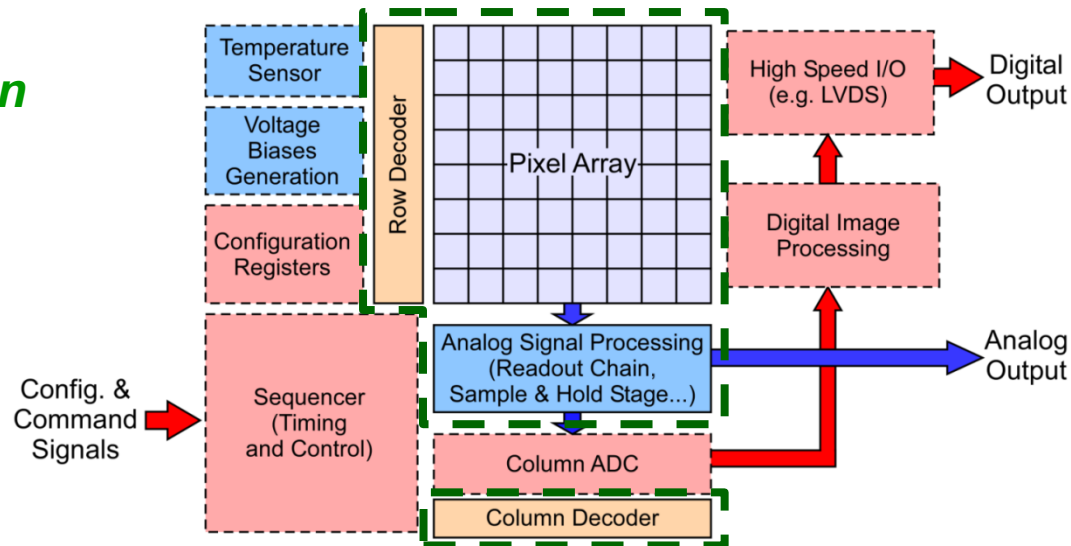 n
Temperature
Sensor
Voltage
Biases
Generation
Configuration
Registers
Row Decoder
Pixel Array
High Speed I/O
(e.g. LVDS)
Digital
Output
Digital Image
Processing
Analog Signal Processing
(Readout Chain,
Sample & Hold Stage...)
Analog
Output
Config. &
Command
Signals
Sequencer
(Timing
and Control)
Column ADC
Column Decoder